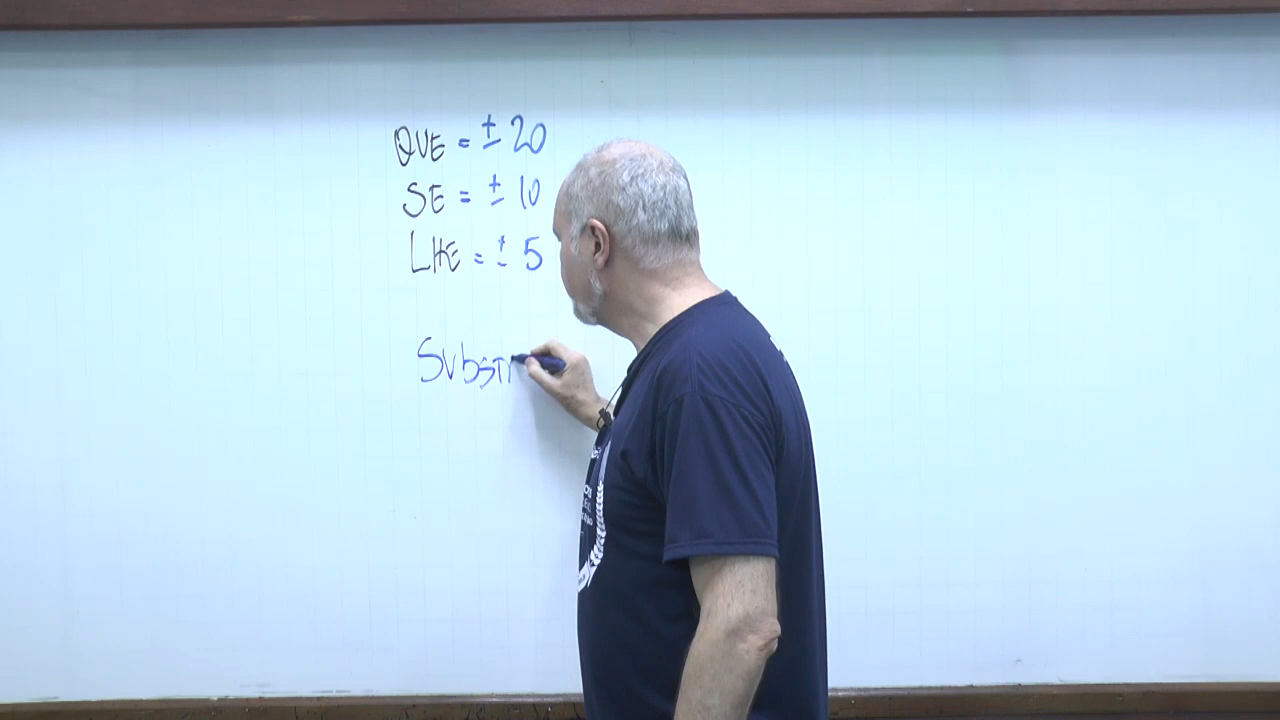 QUE = ± 20
SE = ± 10
LHE = ± 5
Subst